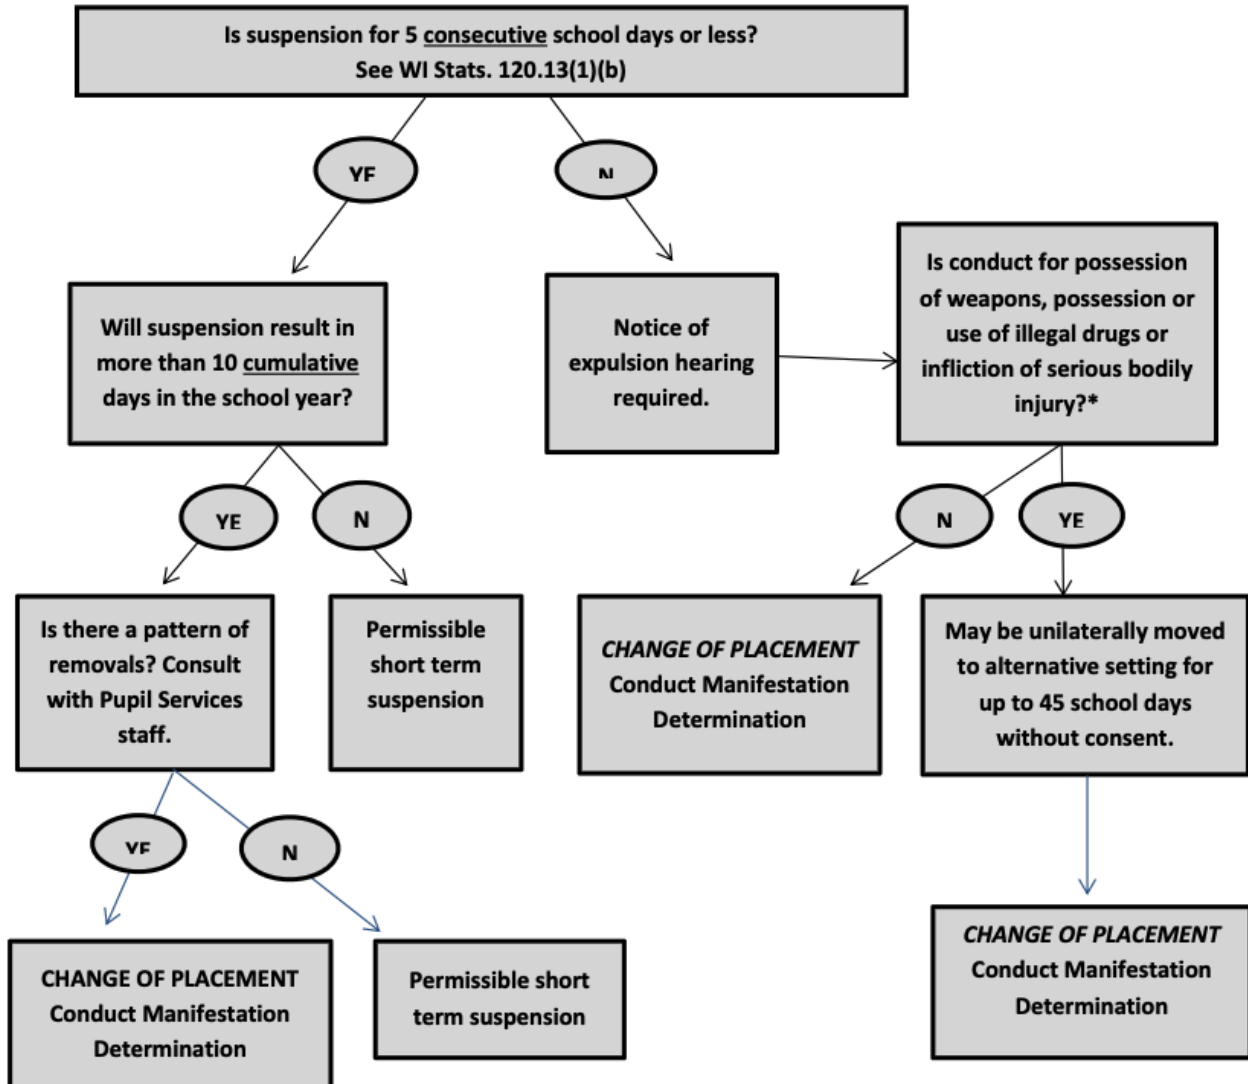 Is suspension for 5 consecutive school days or less?
See WI Stats. 120.13(1)(b)
YE
N
Will suspension result in
more than 10 cumulative
days in the school year?
Notice of
expulsion hearing
required.
Is conduct for possession
of weapons, possession or
use of illegal drugs or
infliction of serious bodily
injury?*
YE
N
N
YE
Is there a pattern of
removals? Consult
with Pupil Services
staff.
Permissible
short term
suspension
CHANGE OF PLACEMENT
Conduct Manifestation
Determination
May be unilaterally moved
to alternative setting for
up to 45 school days
without consent.
YE
N
CHANGE OF PLACEMENT
Conduct Manifestation
Determination
Permissible short
term suspension
CHANGE OF PLACEMENT
Conduct Manifestation
Determination